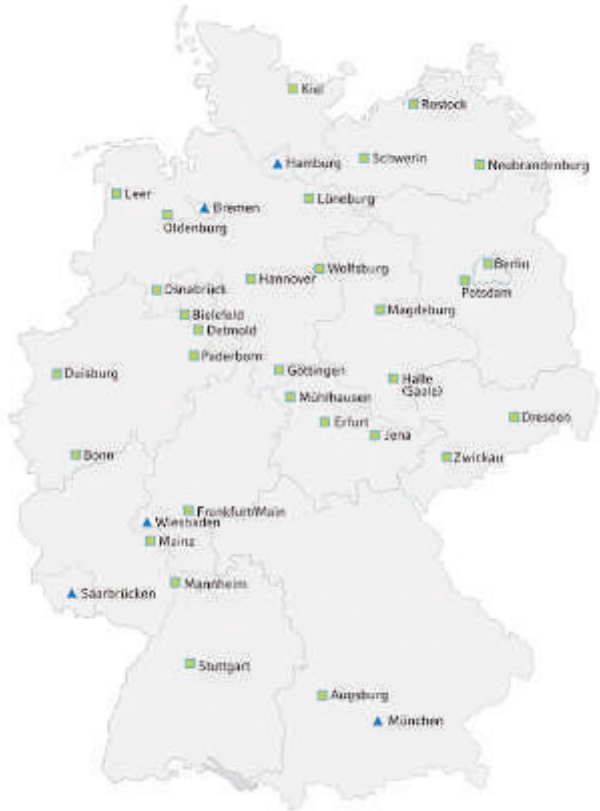 Kiel
Rostock
Hamburg
Schwerin
Neubrandenburg
Leer
Bremen
Lüneburg
Oldenburg
Berlin
Wolfsburg
Hannover
Potsdam
Osnabrück
Bielefeld
Magdeburg
Detmold
Paderborn
Göttingen
Duisburg
Halle
(Saale)
Mühlhausen
Dresden
Erfurt
Jena
Bonn
Zwickau
Frankfurt/Main
Wiesbaden
Mainz
Mannheim
Saarbrücken
Stuttgart
Augsburg
München